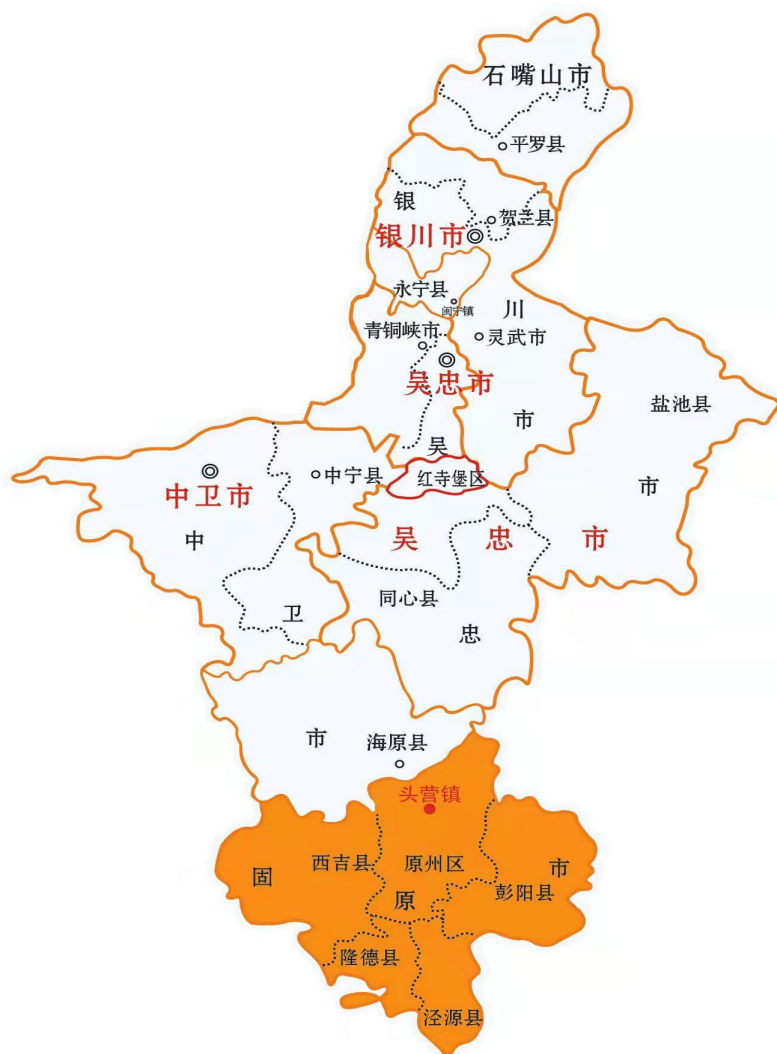 石嘴山市
平罗县
银
贺兰县
银川市
永宁县
闽宁镇
川
青铜峡市
灵武市
吴忠市
盐池县
市
吴
中宁县
红寺堡区
市
中卫市
中
吴 忠 市
同心县
卫
忠
市
海原县
头营镇
西吉县
原州区
市
固
彭阳县
原
隆德县
泾源县